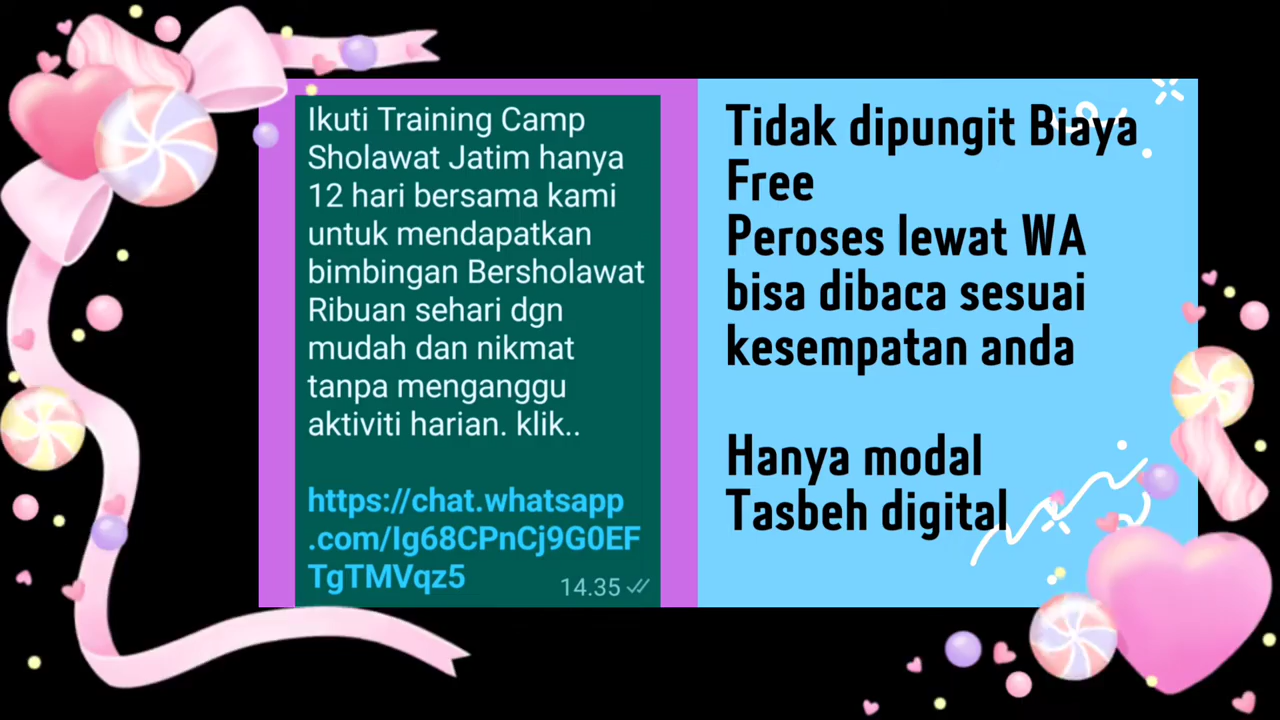 Ikuti Training Camp
Sholawat Jatim hanya
12 hari bersama kami
untuk mendapatkan
bimbingan Bersholawat
Ribuan sehari dgn
mudah dan nikmat
tanpa menganggu
aktiviti harian. klik..
https://chat.whatsapp
.com/Ig68CPnCj9G0EF
TgTMVqz5
14.35
Tidak dipungit Biaya
Free
Peroses lewat WA
bisa dibaca sesuai
kesempatan anda
Hanya modal
Tasbeh digital